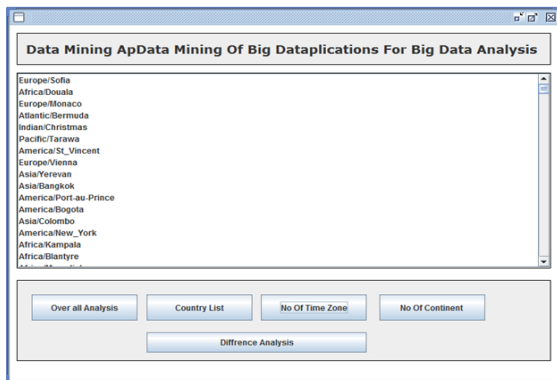 Data Mining ApData Mining Of Big Dataplications For Big Data Analysis
Europe/Sofia
Africa/Douala
Europe/Monaco
Atlantic/Bermuda
Indian/Christmas
Pacific/Tarawa
America/St_Vincent
Europe/Vienna
Asia/Yerevan
Asia/Bangkok
America/Port-au-Prince
America/Bogota
Asia/Colombo
America/New_York
Africa/Kampala
Africa/Blantyre
Over all Analysis
Country List
No Of Time Zone
No Of Continent
Diffrence Analysis